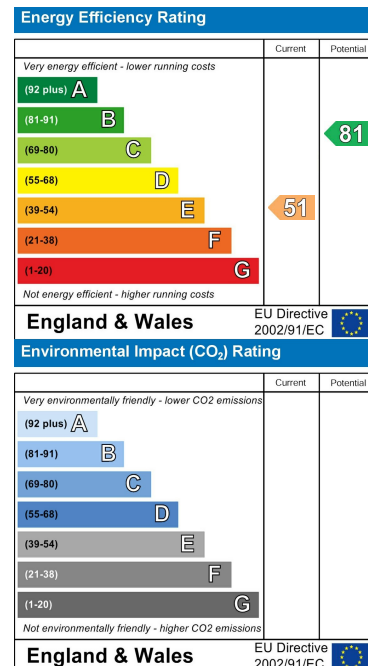 Energy Efficiency Rating
Current Potential
Very energy efficient - lower running costs
(92 plus) A
(81-91) B
81
(69-80) C
(55-68) D
(39-54) E
51
(21-38) F
(1-20) G
Not energy efficient - higher running costs
England & Wales
EU Directive
2002/91/EC
Environmental Impact (CO₂) Rating
Current Potential
Very environmentally friendly - lower CO2 emissions
(92 plus) A
(81-91) B
(69-80) C
(55-68) D
(39-54) E
(21-38) F
(1-20) G
Not environmentally friendly - higher CO2 emissions
England & Wales
EU Directive
2002/91/EC